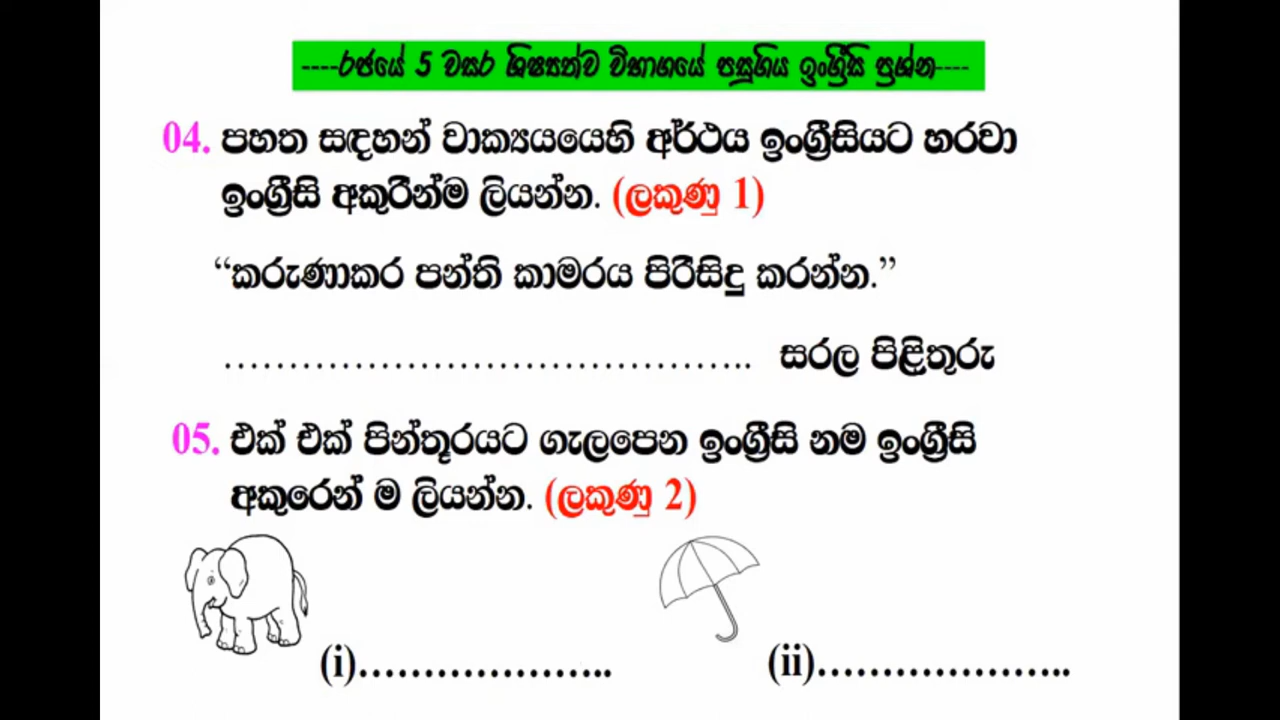 ----රජයේ 5 වසර ශිෂ්‍යත්ව විභාගයේ පසුගිය ඉංග්‍රීසි ප්‍රශ්න----
04. පහත සඳහන් වාක්‍යයයෙහි අර්ථය ඉංග්‍රීසියට හරවා
ඉංග්‍රීසි අකුරීන්ම ලියන්න. (ලකුණු 1)
“කරුණාකර පන්ති කාමරය පිරිසිදු කරන්න.”
........................................ සරල පිළිතුරු
05. එක් එක් පින්තූරයට ගැලපෙන ඉංග්‍රීසි නම ඉංග්‍රීසි
අකුරෙන් ම ලියන්න. (ලකුණු 2)
(i).................... (ii)....................